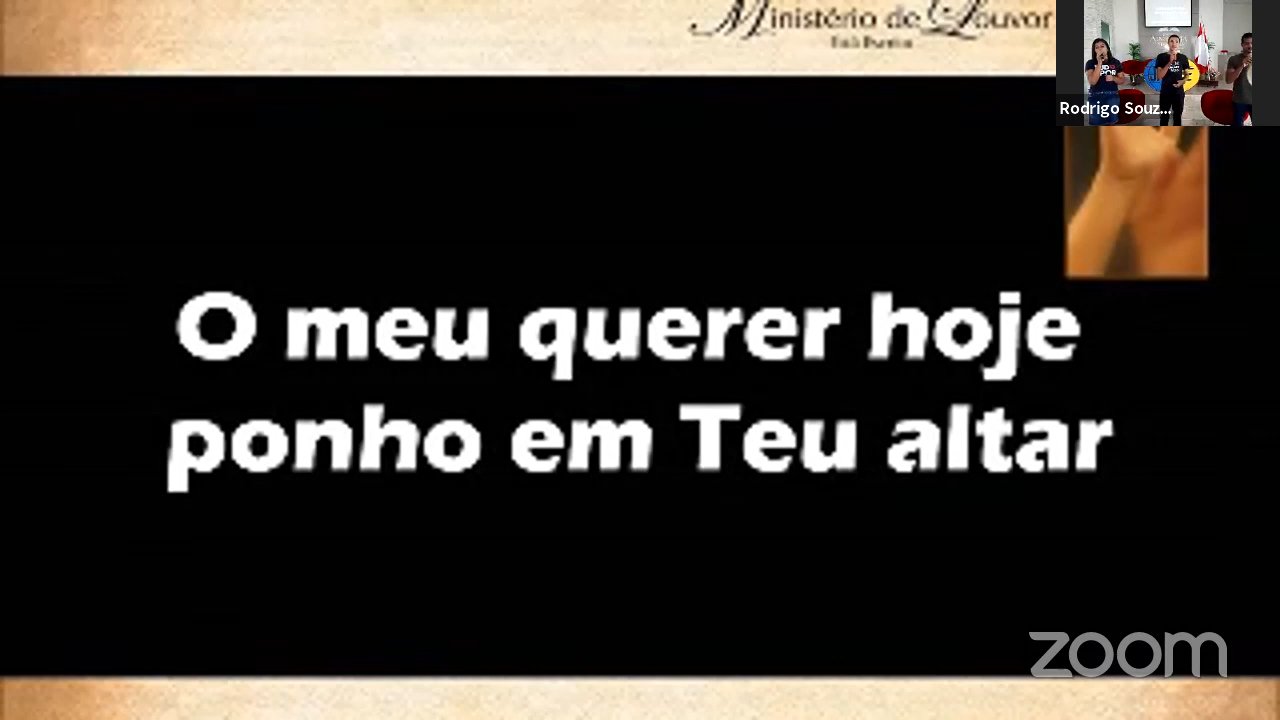 Ministério de Louvor
Rodrigo Souz...
O meu querer hoje
ponho em Teu altar
zoom